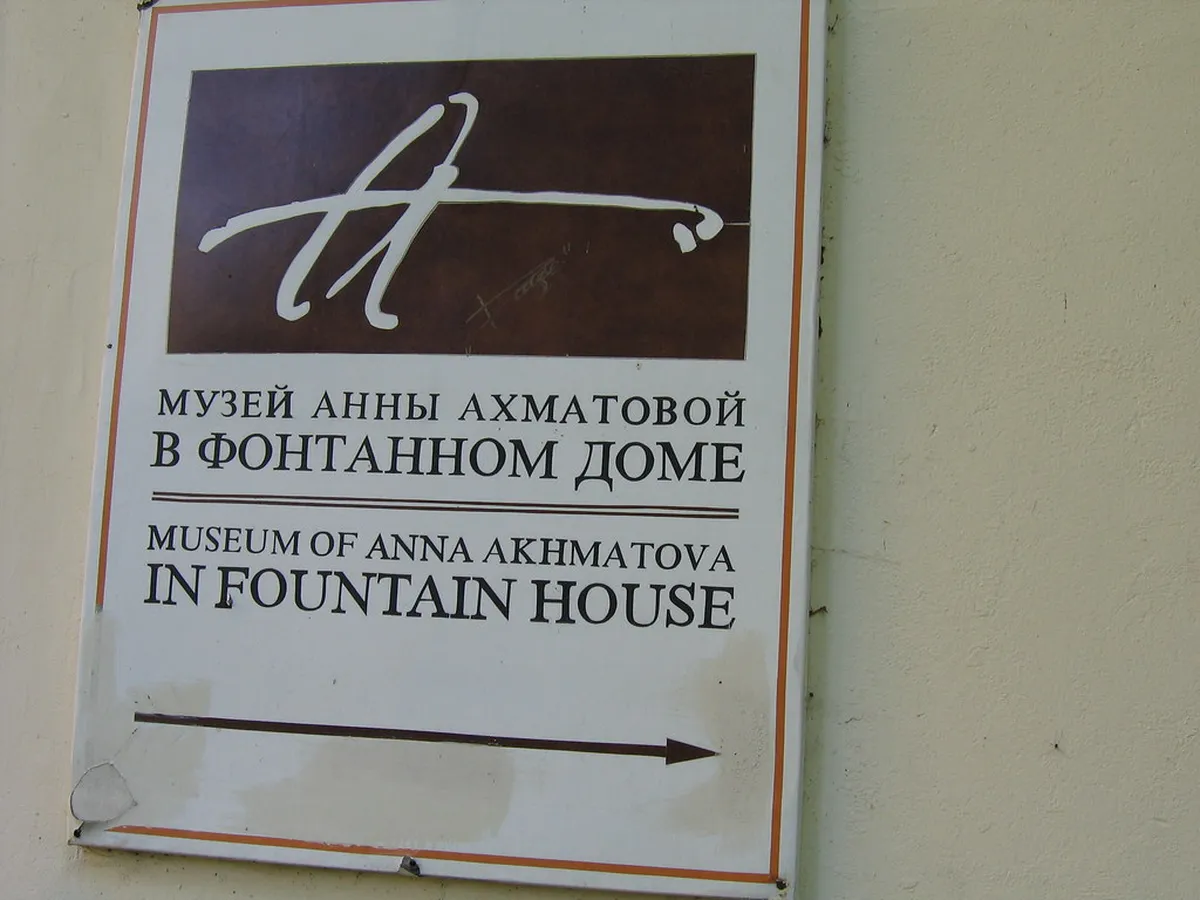 МУЗЕЙ АННЫ АХМАТОВОЙ
В ФОНТАННОМ ДОМЕ
MUSEUM OF ANNA AKHMATOVA
IN FOUNTAIN HOUSE